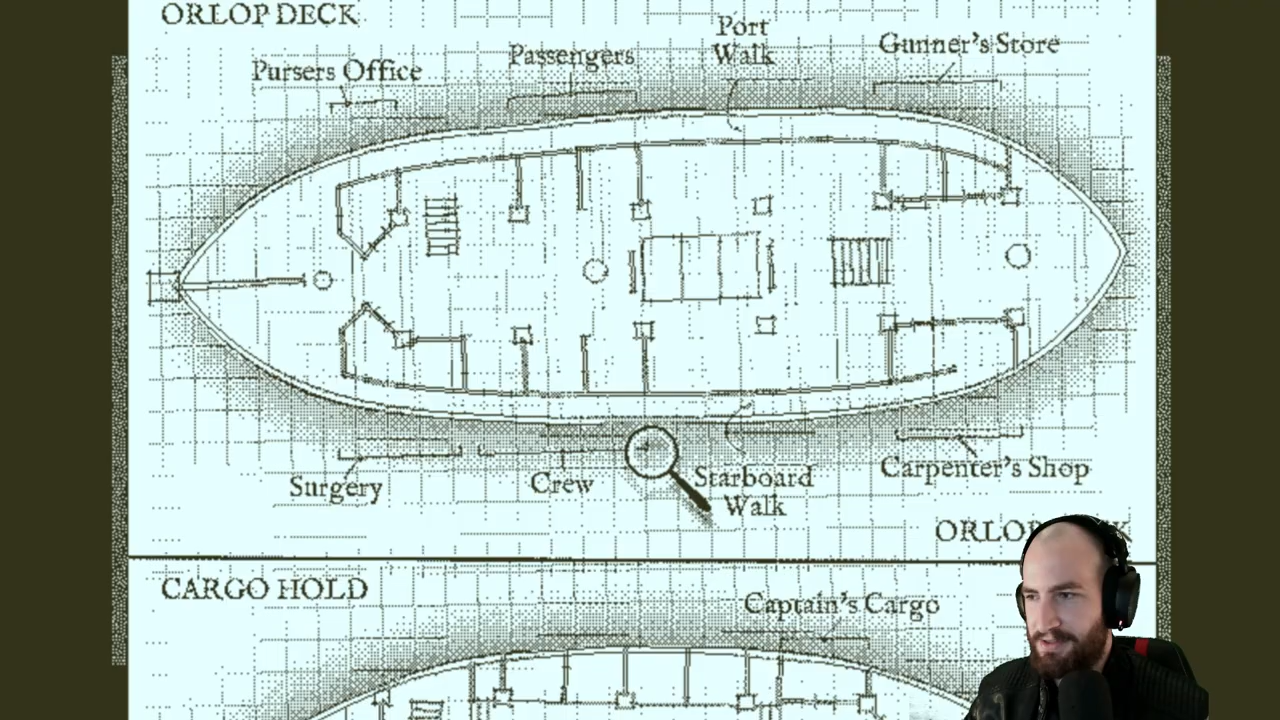 ORLOP DECK
Port
Walk
Gunner's Store
Passengers
Pursers Office
Surgery
Crew
Starboard
Walk
Carpenter's Shop
CARGO HOLD
Captain's Cargo